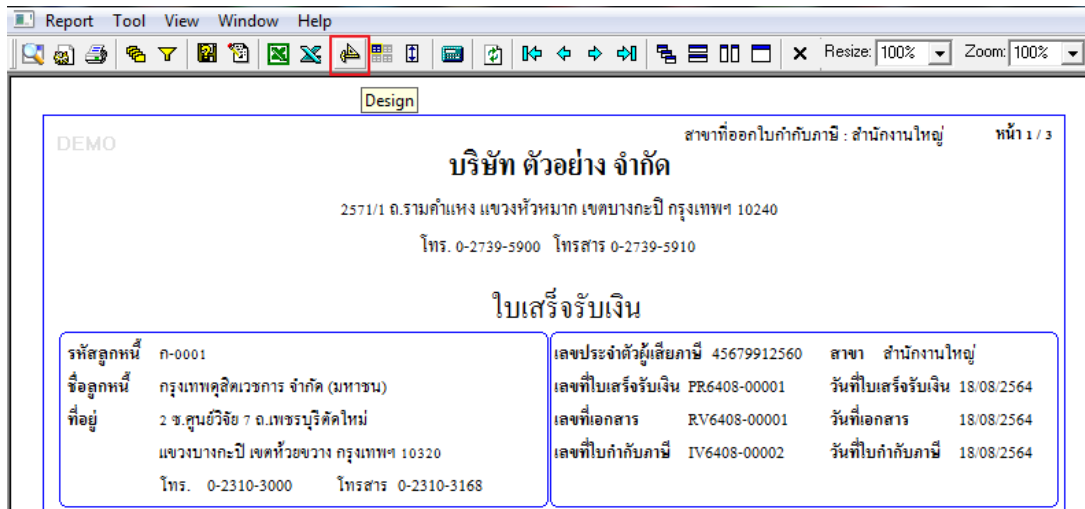 Report Tool View Window Help
Resize: 100% Zoom: 100%
Design
DEMO
สาขาที่ออกใบกำกับภาษี : สำนักงานใหญ่ หน้า 1 / 3
บริษัท ตัวอย่าง จำกัด
2571/1 ถ.รามคำแหง แขวงหัวหมาก เขตบางกะปิ กรุงเทพฯ 10240
โทร. 0-2739-5900 โทรสาร 0-2739-5910
ใบเสร็จรับเงิน
รหัสลูกหนี้ ก-0001
ชื่อลูกหนี้ กรุงเทพดุสิตเวชการ จำกัด (มหาชน)
ที่อยู่ 2 ซ.ศูนย์วิจัย 7 ถ.เพชรบุรีตัดใหม่
แขวงบางกะปิ เขตห้วยขวาง กรุงเทพฯ 10320
โทร. 0-2310-3000 โทรสาร 0-2310-3168
เลขประจำตัวผู้เสียภาษี 45679912560 สาขา สำนักงานใหญ่
เลขที่ใบเสร็จรับเงิน PR6408-00001 วันที่ใบเสร็จรับเงิน 18/08/2564
เลขที่เอกสาร RV6408-00001 วันที่เอกสาร 18/08/2564
เลขที่ใบกำกับภาษี IV6408-00002 วันที่ใบกำกับภาษี 18/08/2564